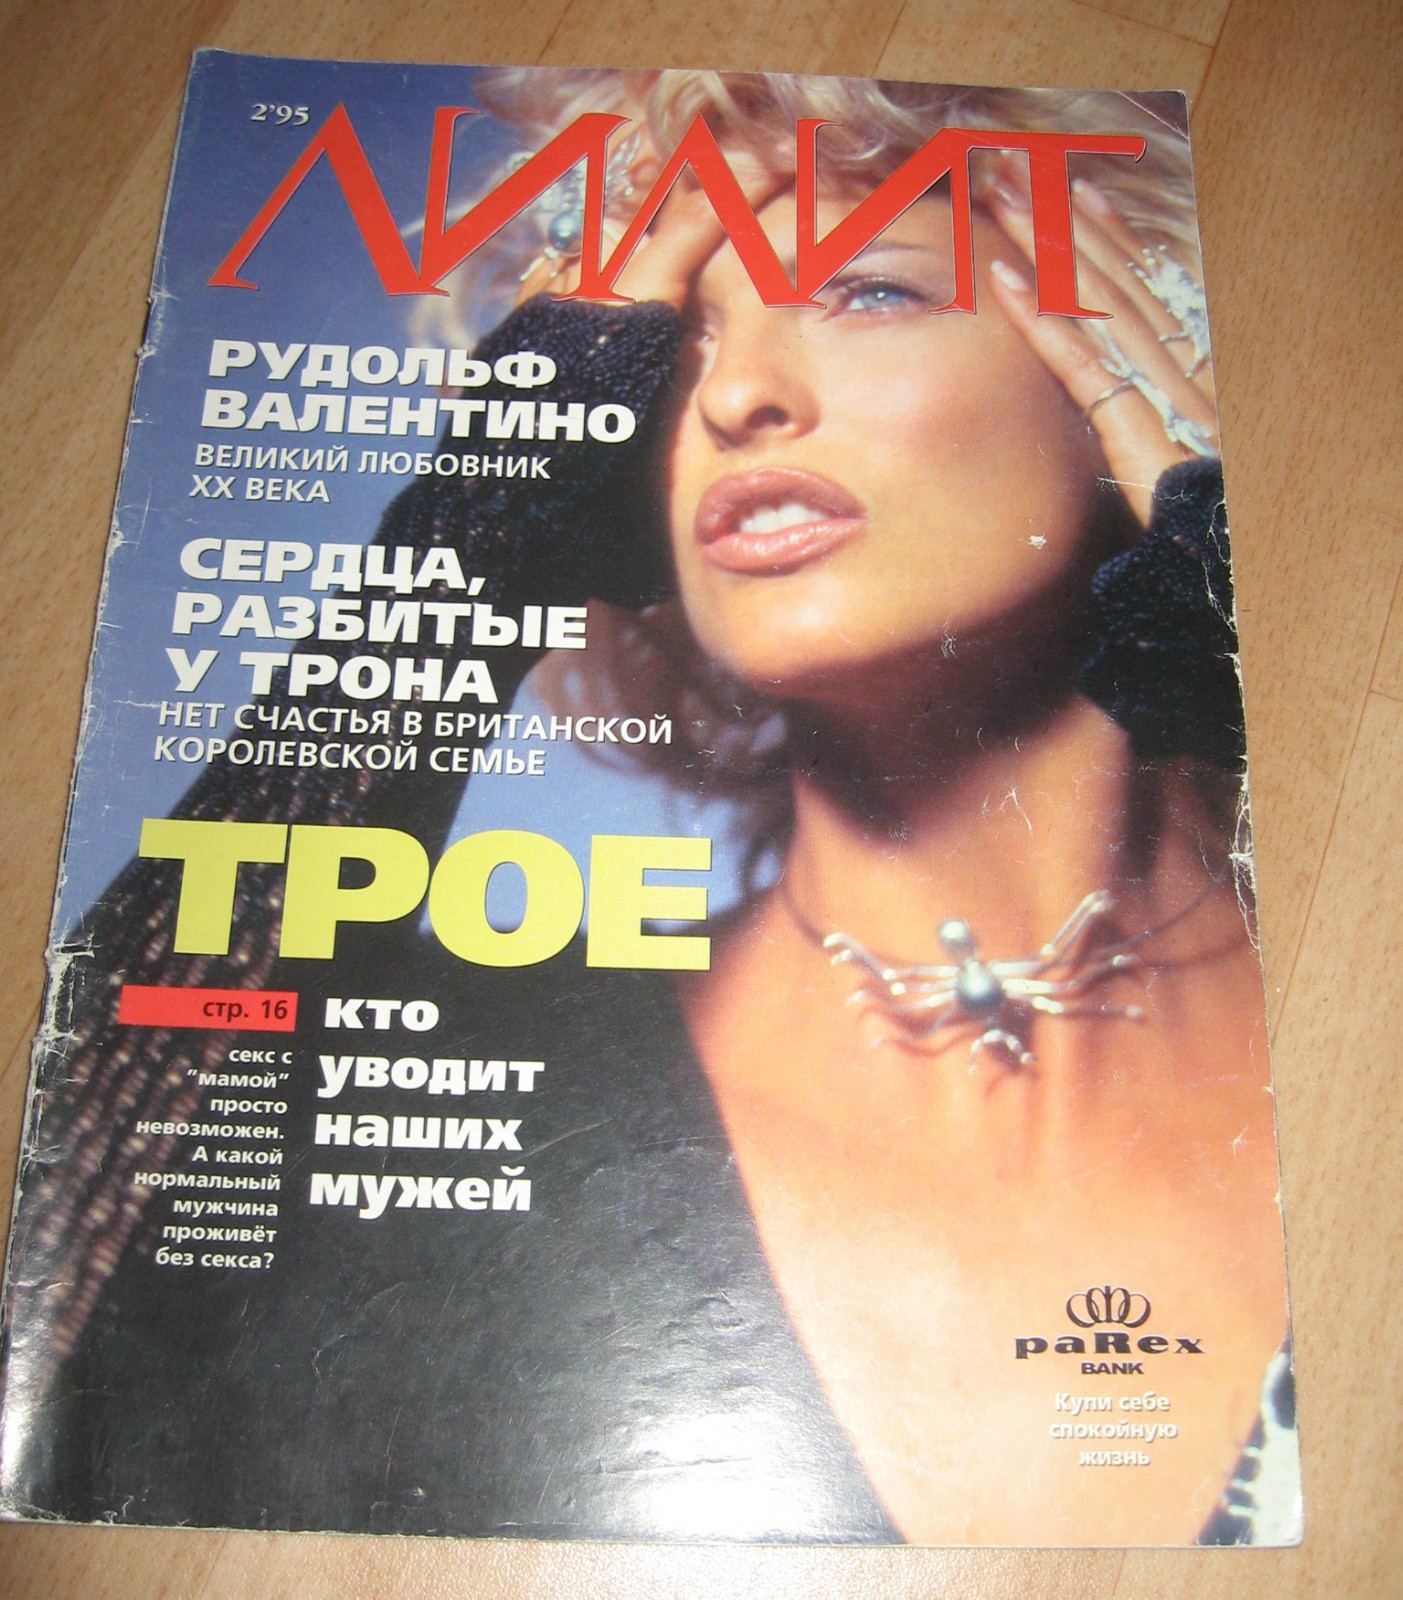 2'95
ЛИЛИТ
РУДОЛЬФ
ВАЛЕНТИНО
ВЕЛИКИЙ ЛЮБОВНИК
XX ВЕКА
СЕРДЦА,
РАЗБИТЫЕ
У ТРОНА
НЕТ СЧАСТЬЯ В БРИТАНСКОЙ
КОРОЛЕВСКОЙ СЕМЬЕ
ТРОЕ
стр. 16
секс с
"мамой"
просто
невозможен.
А какой
нормальный
мужчина
проживёт
без секса?
кто
уводит
наших
мужей
paRex
BANK
Купи себе
спокойную
жизнь